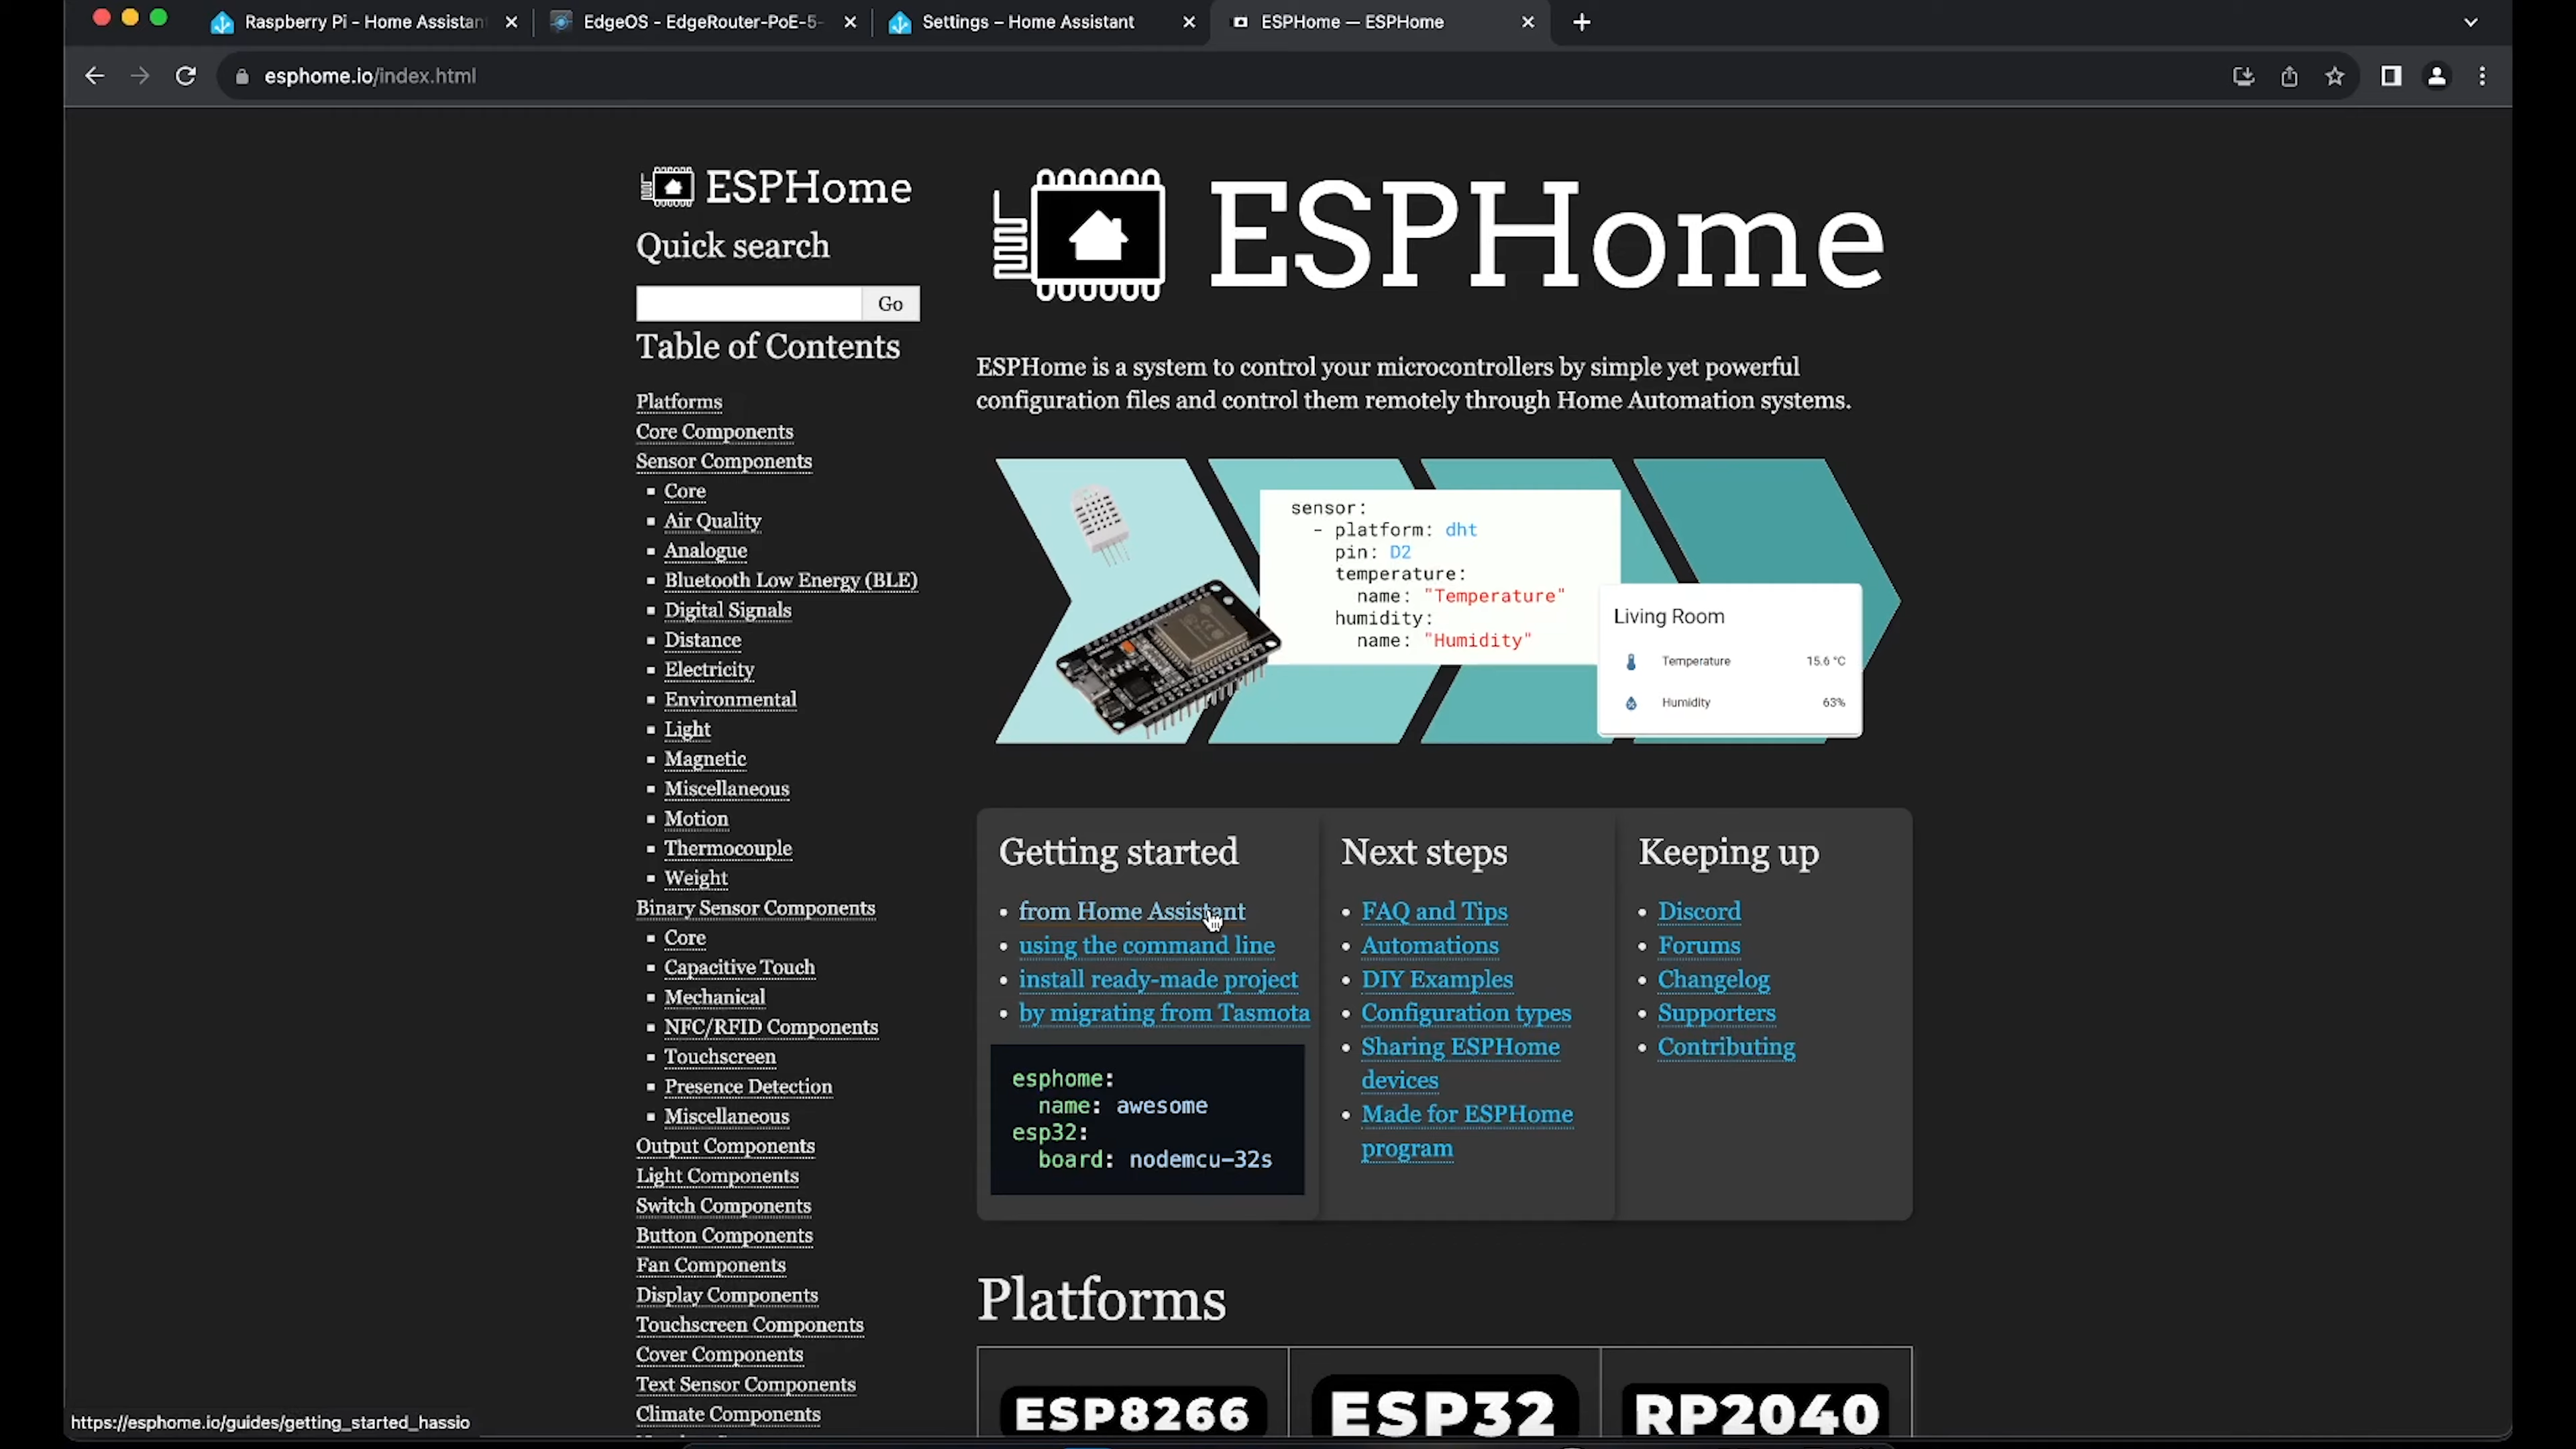 Raspberry Pi - Home Assistan
EdgeOS - EdgeRouter-PoE-5-
Settings – Home Assistant
ESPHome — ESPHome
esphome.io/index.html
ESPHome
Quick search
Go
Table of Contents
Platforms
Core Components
Sensor Components
Core
Air Quality
Analogue
Bluetooth Low Energy (BLE)
Digital Signals
Distance
Electricity
Environmental
Light
Magnetic
Miscellaneous
Motion
Thermocouple
Weight
Binary Sensor Components
Core
Capacitive Touch
Mechanical
NFC/RFID Components
Touchscreen
Presence Detection
Miscellaneous
Output Components
Light Components
Switch Components
Button Components
Fan Components
Display Components
Touchscreen Components
Cover Components
Text Sensor Components
Climate Components
ESPHome
ESPHome is a system to control your microcontrollers by simple yet powerful
configuration files and control them remotely through Home Automation systems.
sensor:
- platform: dht
pin: D2
temperature:
name: "Temperature"
humidity:
name: "Humidity"
Living Room
Temperature 15.6 °C
Humidity 63%
Getting started
from Home Assistant
using the command line
install ready-made project
by migrating from Tasmota
esphome:
name: awesome
esp32:
board: nodemcu-32s
Next steps
FAQ and Tips
Automations
DIY Examples
Configuration types
Sharing ESPHome
devices
Made for ESPHome
program
Keeping up
Discord
Forums
Changelog
Supporters
Contributing
Platforms
ESP8266
ESP32
RP2040
https://esphome.io/guides/getting_started_hassio